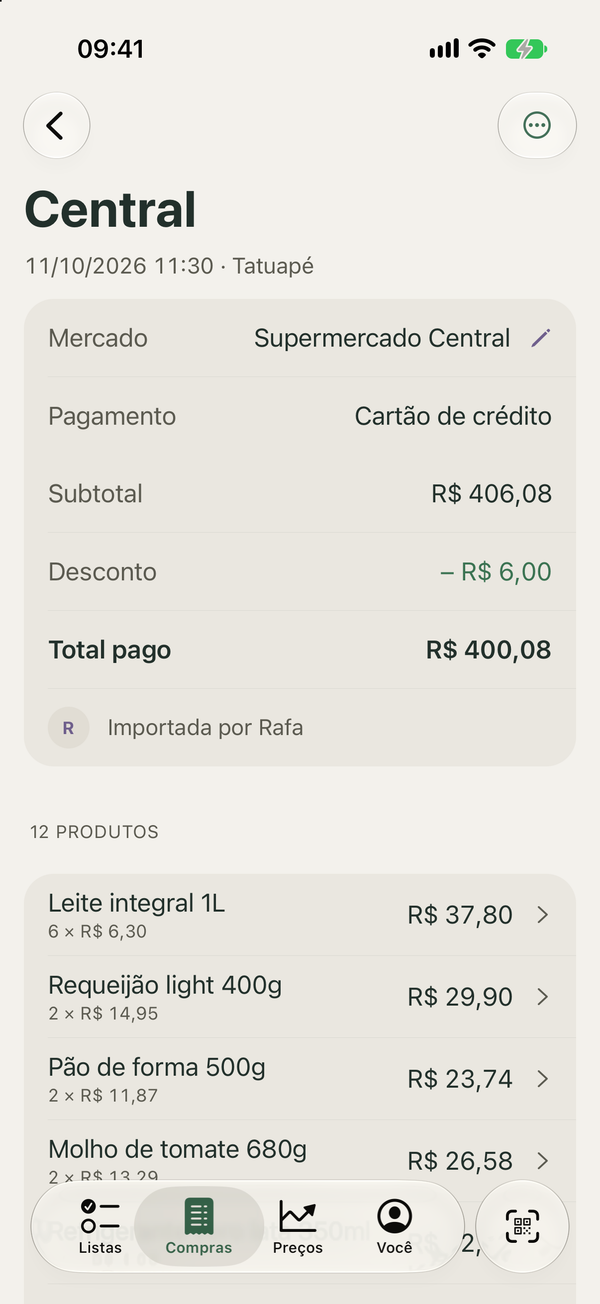 09:41
Central
11/10/2026 11:30 · Tatuapé
Mercado Supermercado Central
Pagamento Cartão de crédito
Subtotal R$ 406,08
Desconto – R$ 6,00
Total pago R$ 400,08
R Importada por Rafa
12 PRODUTOS
Leite integral 1L R$ 37,80
6 × R$ 6,30
Requeijão light 400g R$ 29,90
2 × R$ 14,95
Pão de forma 500g R$ 23,74
2 × R$ 11,87
Molho de tomate 680g R$ 26,58
2 × R$ 13,29
Listas Compras Preços Você